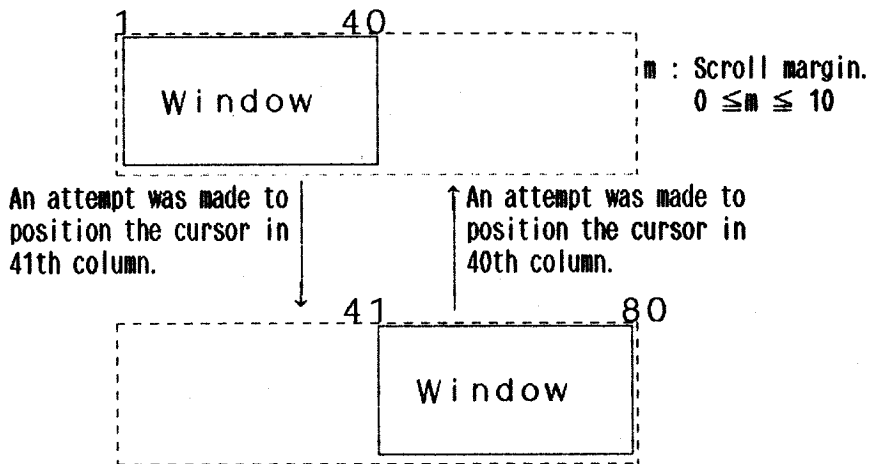 1 40
Window
m : Scroll margin.
0 ≦m ≦ 10
An attempt was made to
position the cursor in
41th column.
An attempt was made to
position the cursor in
40th column.
41 80
Window